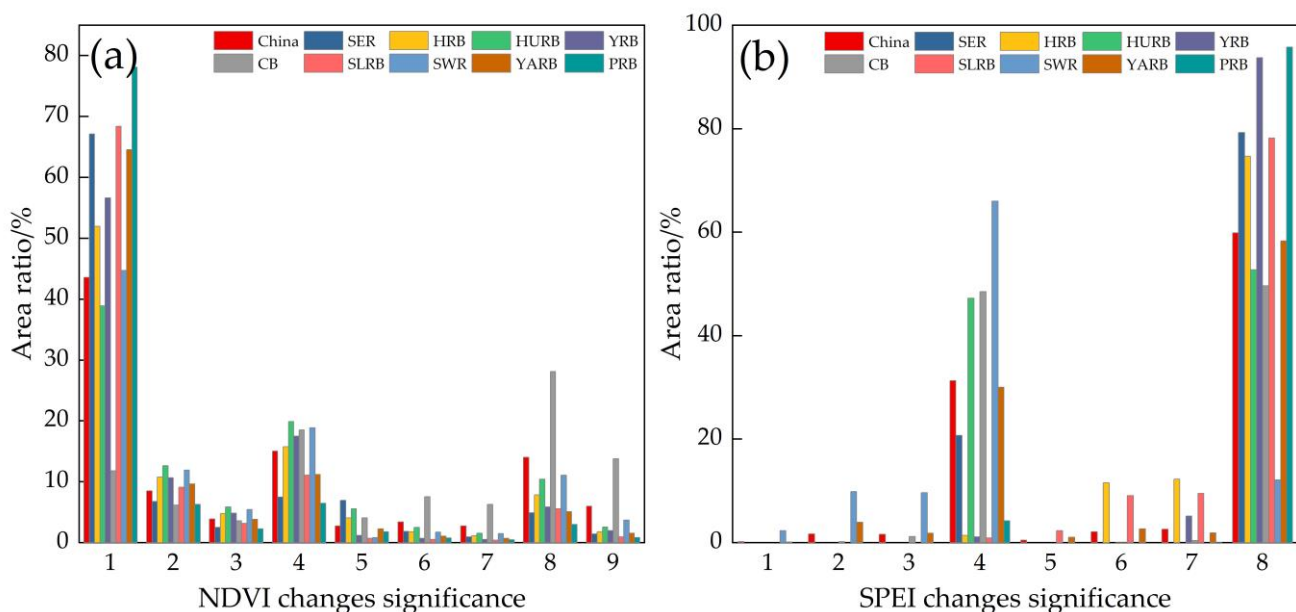 (a)
China SER HRB HURB YRB
CB SLRB SWR YARB PRB
80
70
60
50
40
30
20
10
0
Area ratio/%
1 2 3 4 5 6 7 8 9
NDVI changes significance
(b)
China SER HRB HURB YRB
CB SLRB SWR YARB PRB
100
80
60
40
20
0
Area ratio/%
1 2 3 4 5 6 7 8
SPEI changes significance